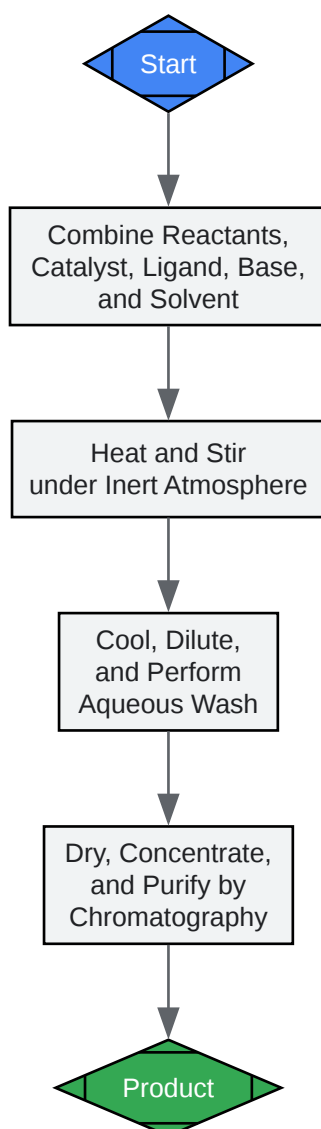 Start
Combine Reactants,
Catalyst, Ligand, Base,
and Solvent
Heat and Stir
under Inert Atmosphere
Cool, Dilute,
and Perform
Aqueous Wash
Dry, Concentrate,
and Purify by
Chromatography
Product